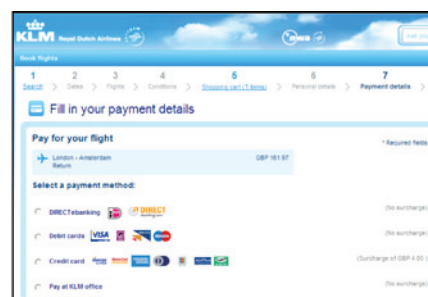 KLM Royal Dutch Airlines nwa
Book flights
1 2 3 4 5 6 7
Search > Dates > Flights > Conditions > Shopping cart (1 items) > Personal details > Payment details >
Fill in your payment details
Pay for your flight
* Required fields
London - Amsterdam GBP 161.97
Return
Select a payment method:
DIRECTebanking DIRECT (No surcharge)
Debit cards VISA (No surcharge)
Credit card (Surcharge of GBP 4.00)
Pay at KLM office (No surcharge)